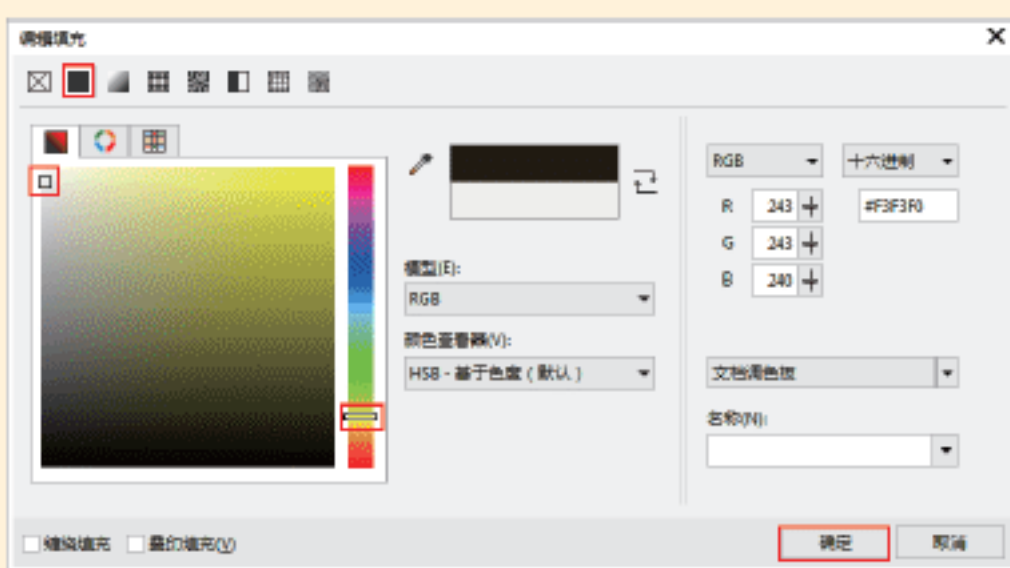 编辑填充
RGB
十六进制
R 243
#F3F3F0
G 243
B 240
模型(E):
RGB
颜色查看器(V):
HSB - 基于色度 ( 默认 )
文档调色板
名称(N):
缠绕填充
叠印填充(V)
确定
取消